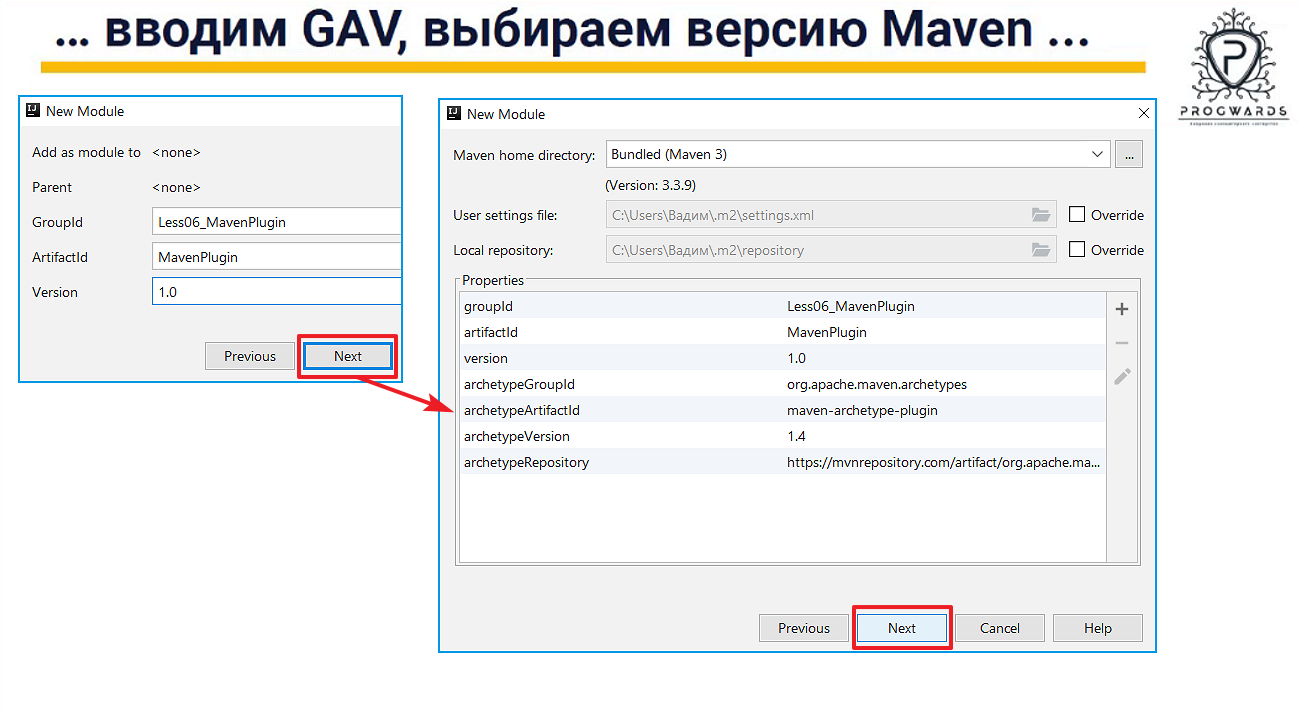 ... вводим GAV, выбираем версию Maven ...
PROGWARDS
New Module
Add as module to <none>
Parent <none>
GroupId Less06_MavenPlugin
ArtifactId MavenPlugin
Version 1.0
Previous Next
New Module
Maven home directory: Bundled (Maven 3) ...
(Version: 3.3.9)
User settings file: C:\Users\Вадим\.m2\settings.xml Override
Local repository: C:\Users\Вадим\.m2\repository Override
Properties
groupId Less06_MavenPlugin
artifactId MavenPlugin
version 1.0
archetypeGroupId org.apache.maven.archetypes
archetypeArtifactId maven-archetype-plugin
archetypeVersion 1.4
archetypeRepository https://mvnrepository.com/artifact/org.apache.ma...
Previous Next Cancel Help